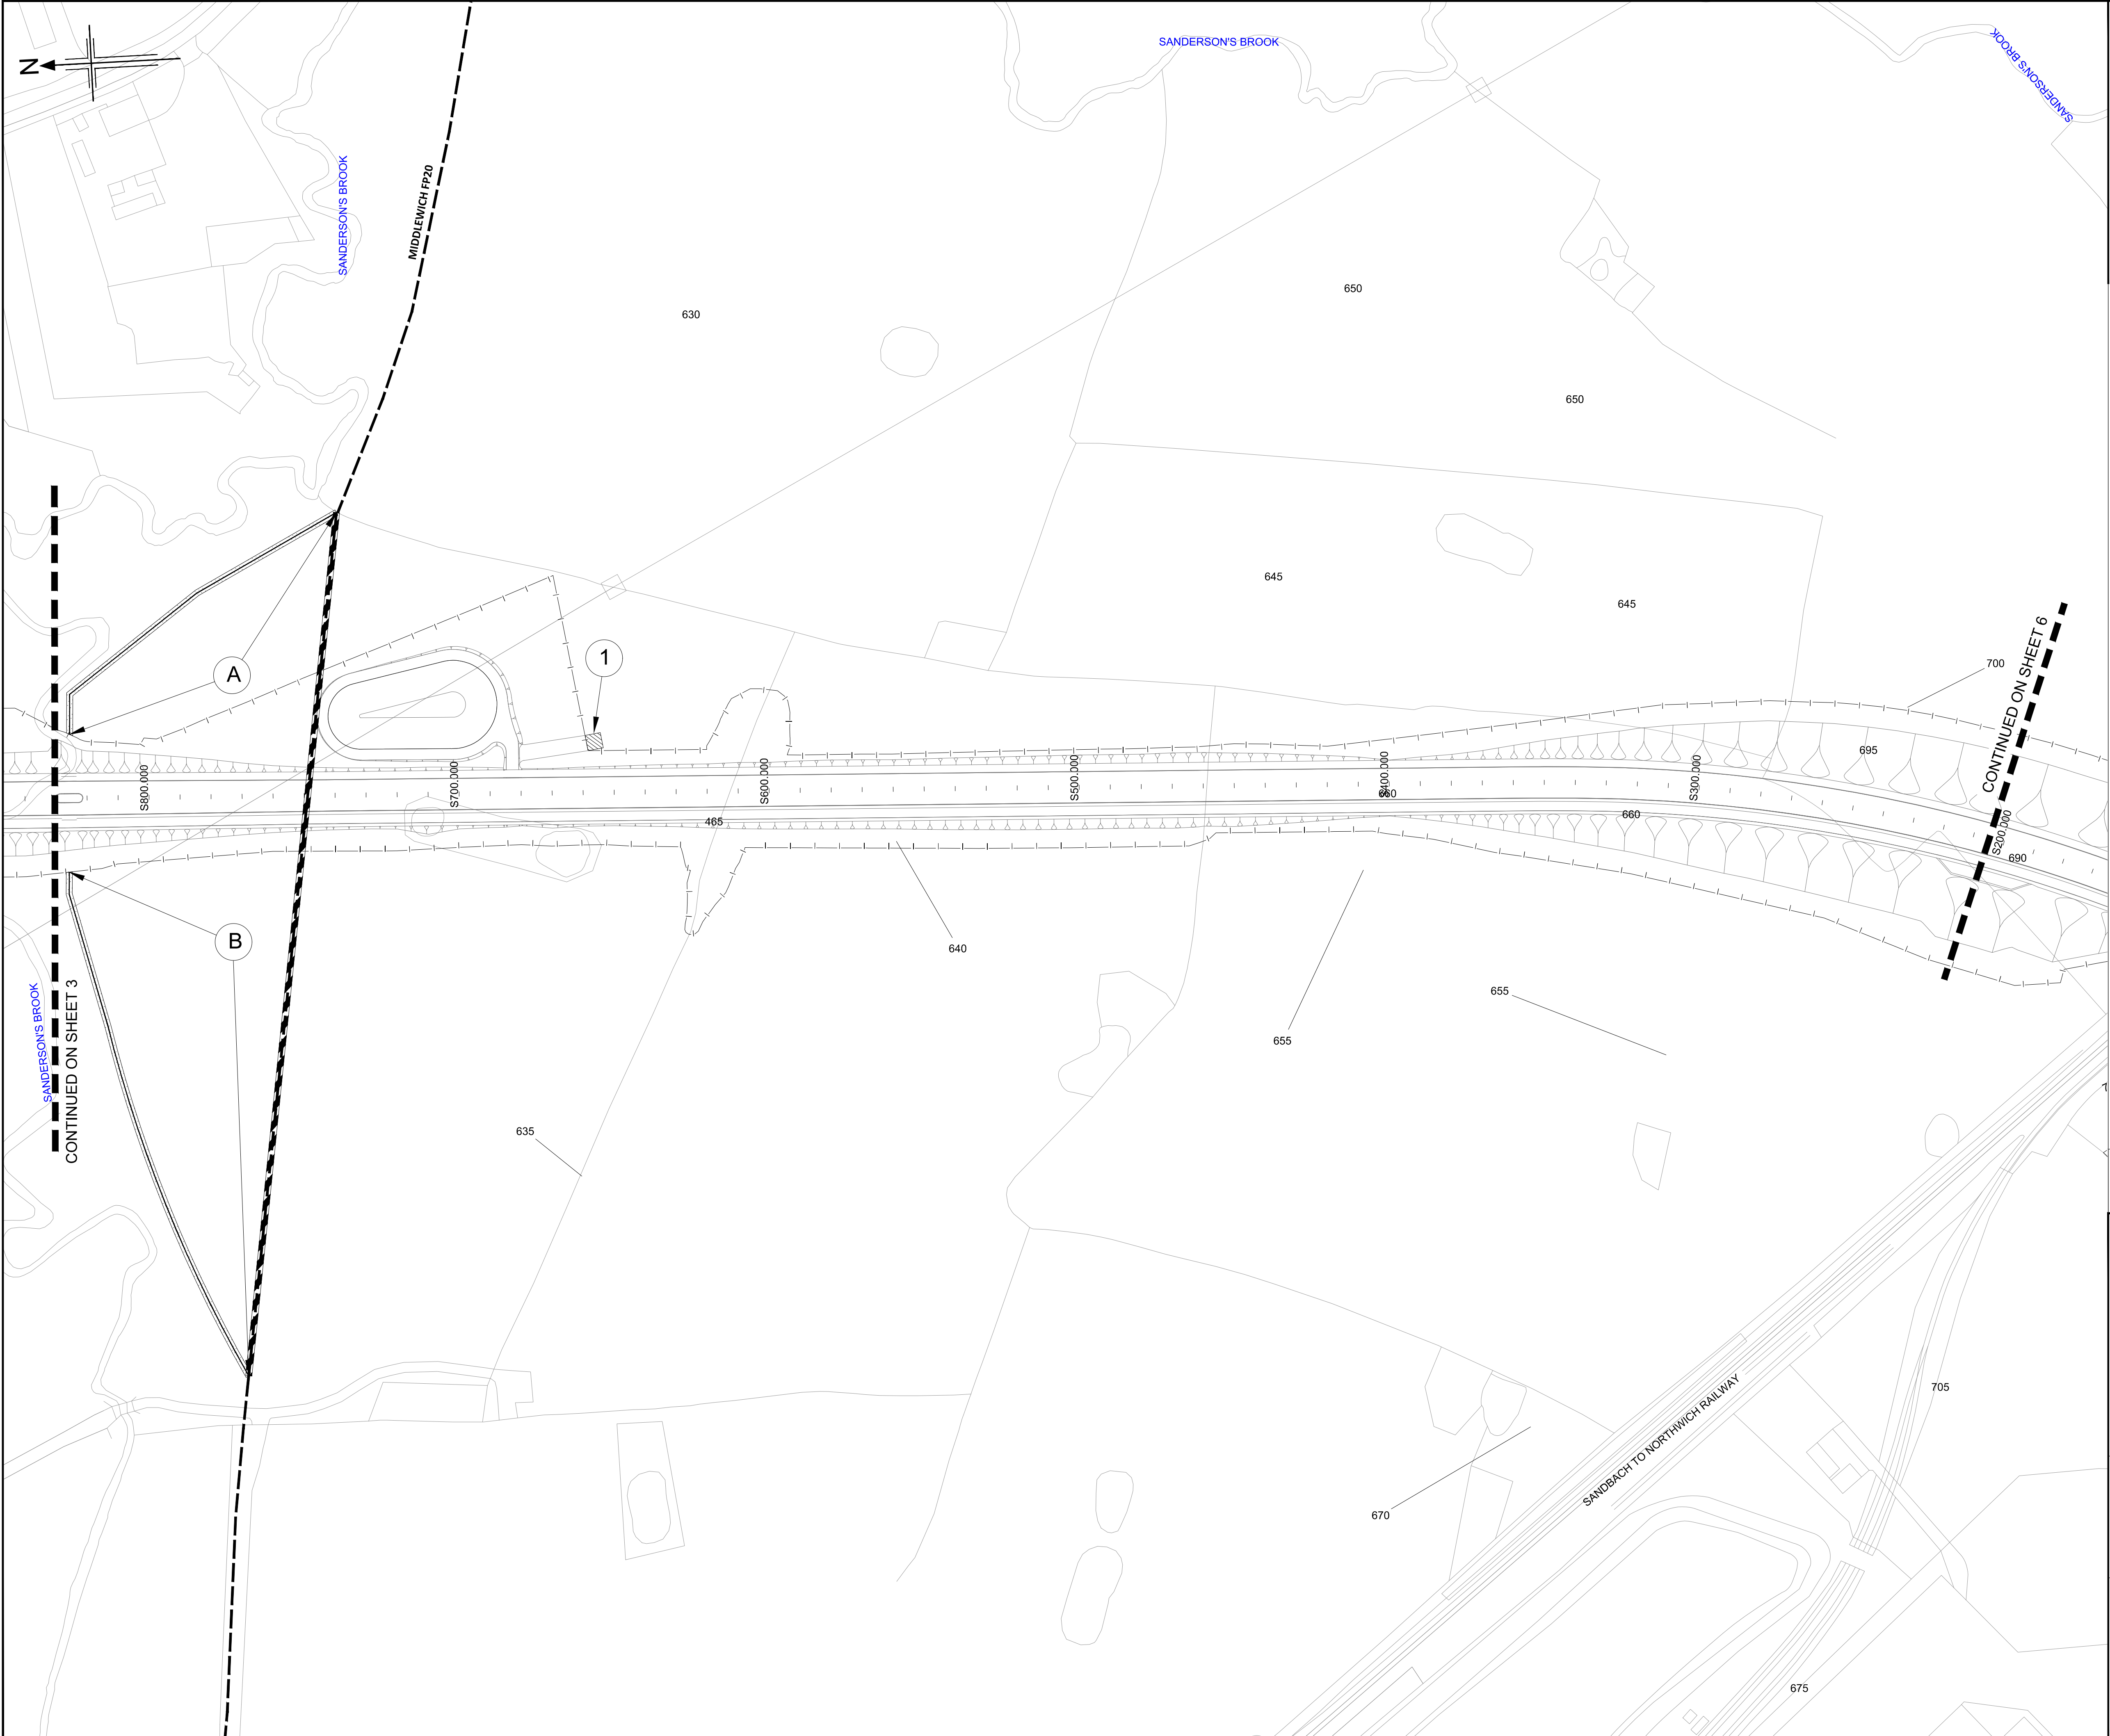 SANDERSON'S BROOK
SANDERSON'S BROOK
N
SANDERSON'S BROOK
MIDDLEWICH FP20
650
630
650
645
645
1
700
A
CONTINUED ON SHEET 6
695
S800.000
S700.000
S600.000
S500.000
S400.000
S300.000
S200.000
660
465
660
690
B
640
SANDERSON'S BROOK
CONTINUED ON SHEET 3
655
655
635
705
SANDBACH TO NORTHWICH RAILWAY
670
675